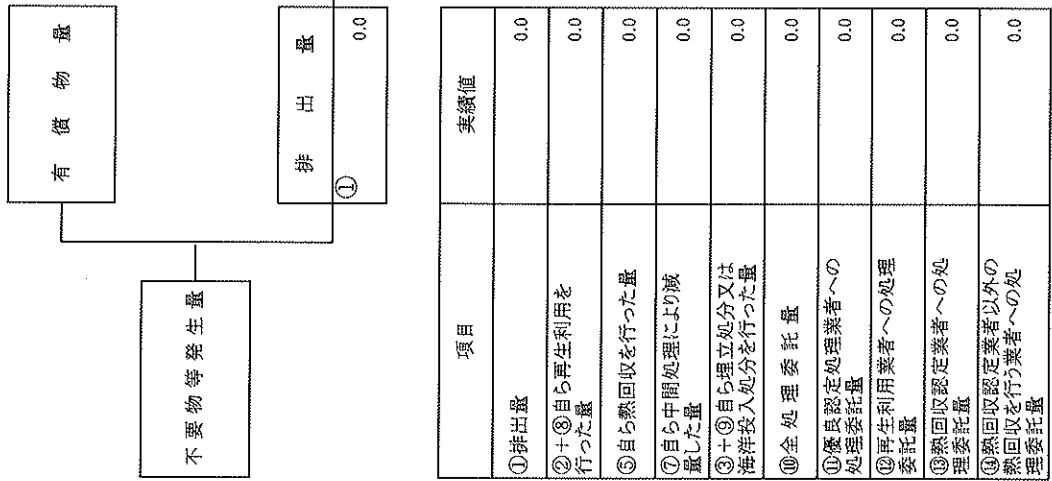 有償物量
不要物等発生量
排出量
①
0.0
項目 実績値
①排出量 0.0
②+⑧自ら再生利用を
行った量 0.0
⑤自ら熱回収を行った量 0.0
⑦自ら中間処理により減
量した量 0.0
③+⑨自ら埋立処分又は
海洋投入処分を行った量 0.0
⑩全処理委託量 0.0
⑪優良認定処理業者への
処理委託量 0.0
⑫再生利用業者への処理
委託量 0.0
⑬熱回収認定業者への処
理委託量 0.0
⑭熱回収認定業者以外の
熱回収を行う業者への処
理委託量 0.0